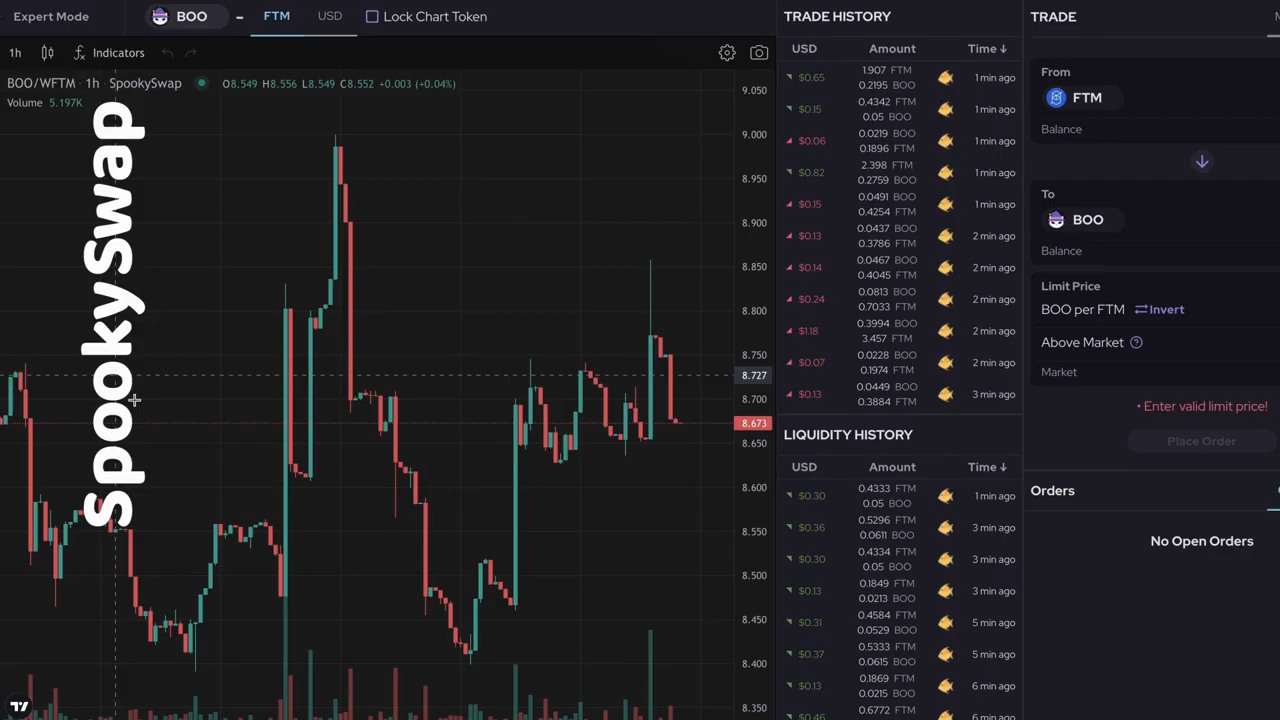 Expert Mode
BOO
-
FTM
USD
Lock Chart Token
1h
Indicators
BOO/WFTM · 1h · SpookySwap
O8.549 H8.556 L8.549 C8.552 +0.003 (+0.04%)
Volume 5.197K
SpookySwap
9.050
9.000
8.950
8.900
8.850
8.800
8.750
8.727
8.700
8.673
8.650
8.600
8.550
8.500
8.450
8.400
8.350
TRADE HISTORY
USD Amount Time ↓
$0.65 1.907 FTM 1 min ago
0.2195 BOO
$0.15 0.4342 FTM 1 min ago
0.05 BOO
$0.06 0.0219 BOO 1 min ago
0.1896 FTM
$0.82 2.398 FTM 1 min ago
0.2759 BOO
$0.15 0.0491 BOO 1 min ago
0.4254 FTM
$0.13 0.0437 BOO 2 min ago
0.3786 FTM
$0.14 0.0467 BOO 2 min ago
0.4045 FTM
$0.24 0.0813 BOO 2 min ago
0.7033 FTM
$1.18 0.3994 BOO 2 min ago
3.457 FTM
$0.07 0.0228 BOO 2 min ago
0.1974 FTM
$0.13 0.0449 BOO 3 min ago
0.3884 FTM
LIQUIDITY HISTORY
USD Amount Time ↓
$0.30 0.4333 FTM 1 min ago
0.05 BOO
$0.36 0.5296 FTM 3 min ago
0.0611 BOO
$0.30 0.4334 FTM 3 min ago
0.05 BOO
$0.13 0.1849 FTM 3 min ago
0.0213 BOO
$0.31 0.4584 FTM 5 min ago
0.0529 BOO
$0.37 0.5333 FTM 5 min ago
0.0615 BOO
$0.13 0.1869 FTM 6 min ago
0.0215 BOO
$0.46 0.6772 FTM 6 min ago
TRADE
From
FTM
Balance
To
BOO
Balance
Limit Price
BOO per FTM Invert
Above Market ?
Market
• Enter valid limit price!
Place Order
Orders
No Open Orders